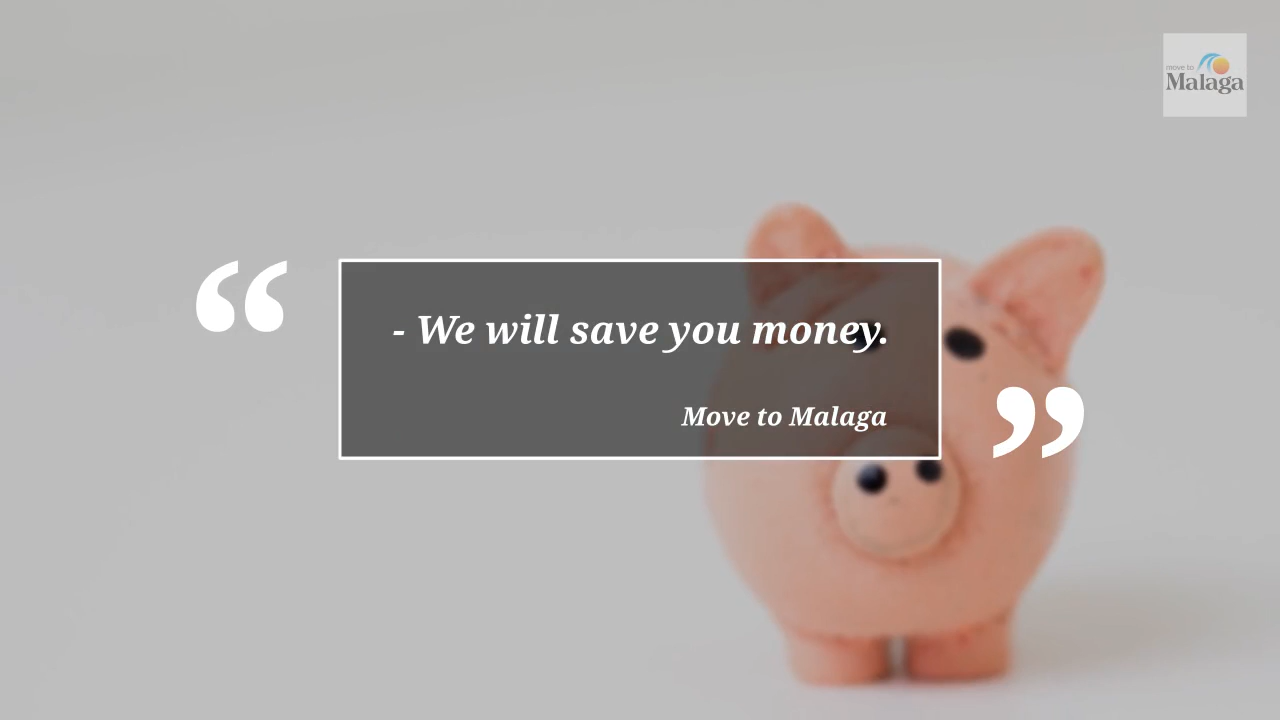 move to
Malaga
“
- We will save you money.
Move to Malaga
”